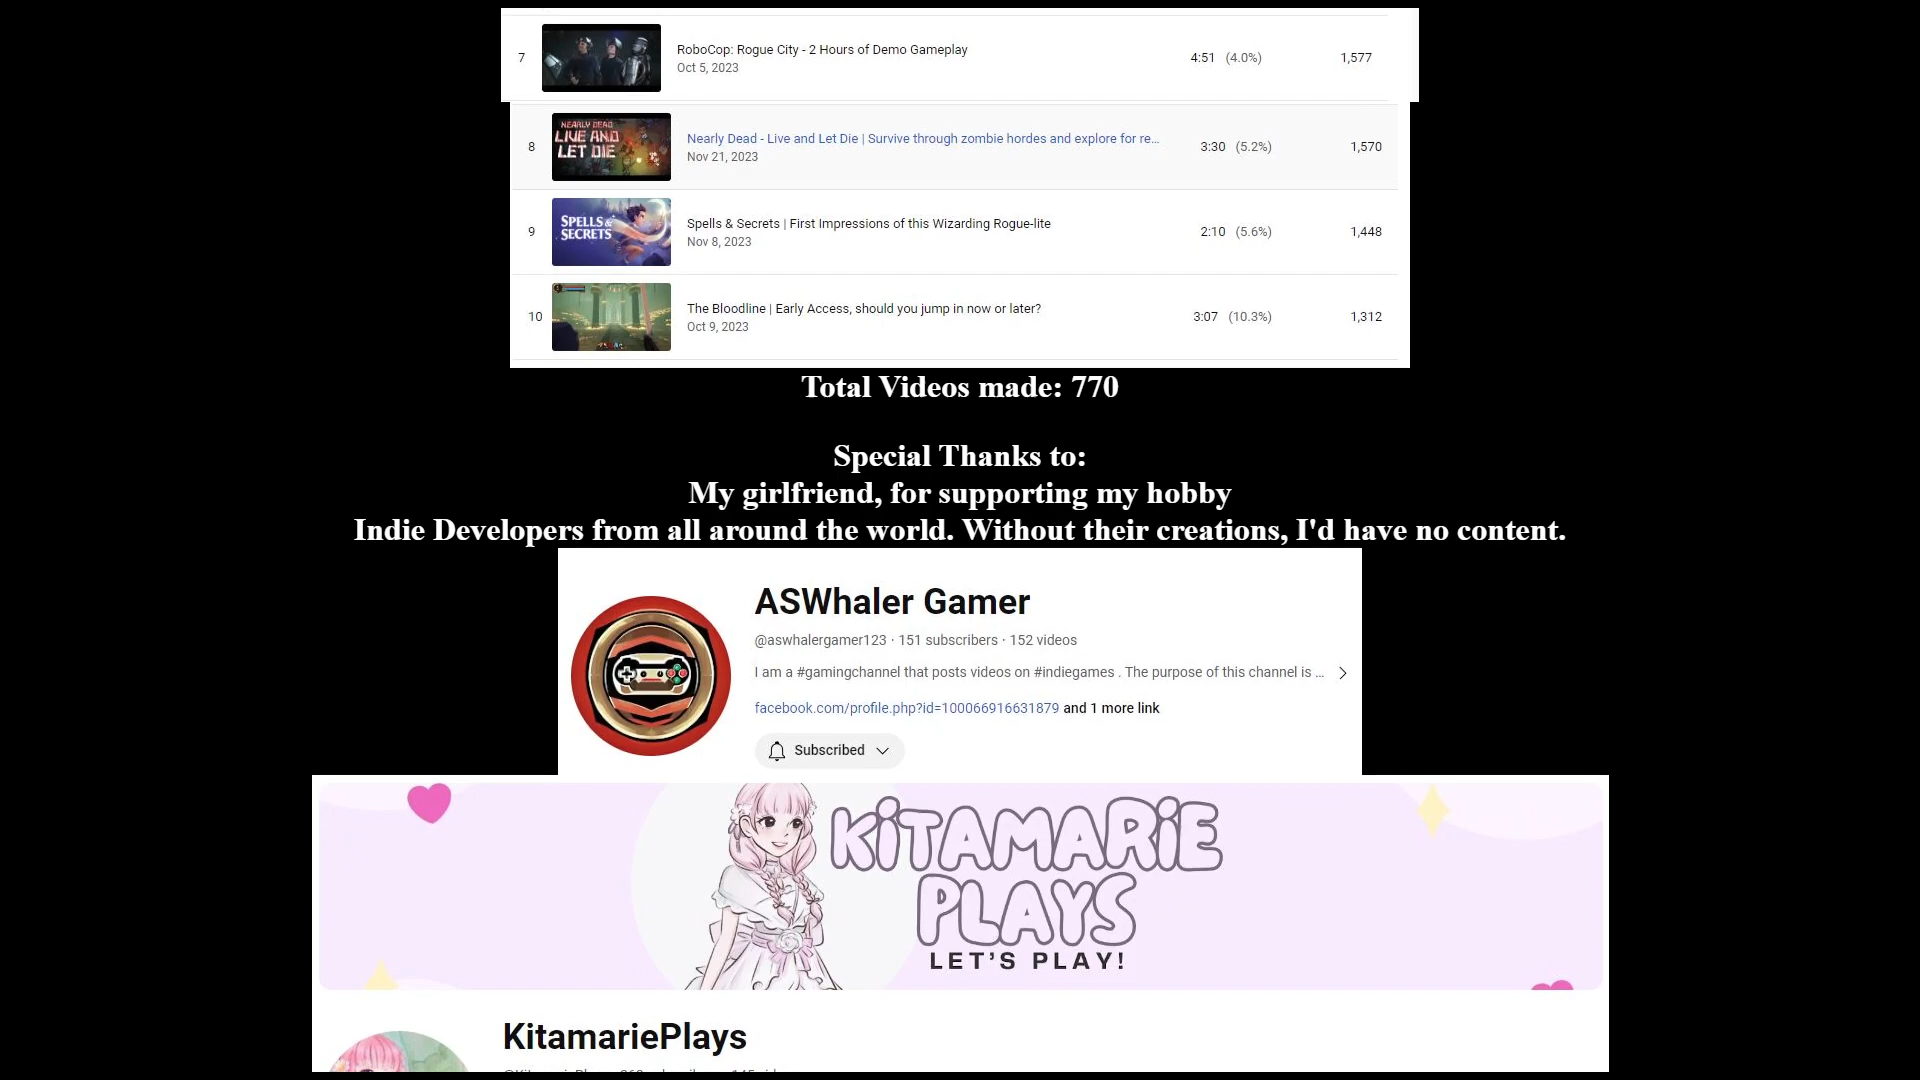 7
RoboCop: Rogue City - 2 Hours of Demo Gameplay
4:51 (4.0%)
1,577
Oct 5, 2023
8
NEARLY DEAD
LIVE AND
LET DIE
Nearly Dead - Live and Let Die | Survive through zombie hordes and explore for re...
3:30 (5.2%)
1,570
Nov 21, 2023
9
SPELLS &
SECRETS
Spells & Secrets | First Impressions of this Wizarding Rogue-lite
2:10 (5.6%)
1,448
Nov 8, 2023
10
The Bloodline | Early Access, should you jump in now or later?
3:07 (10.3%)
1,312
Oct 9, 2023
Total Videos made: 770
Special Thanks to:
My girlfriend, for supporting my hobby
Indie Developers from all around the world. Without their creations, I'd have no content.
ASWhaler Gamer
@aswhalergamer123 · 151 subscribers · 152 videos
I am a #gamingchannel that posts videos on #indiegames . The purpose of this channel is ...
facebook.com/profile.php?id=100066916631879 and 1 more link
Subscribed
KiTAMARiE
PLAYS
LET'S PLAY!
KitamariePlays